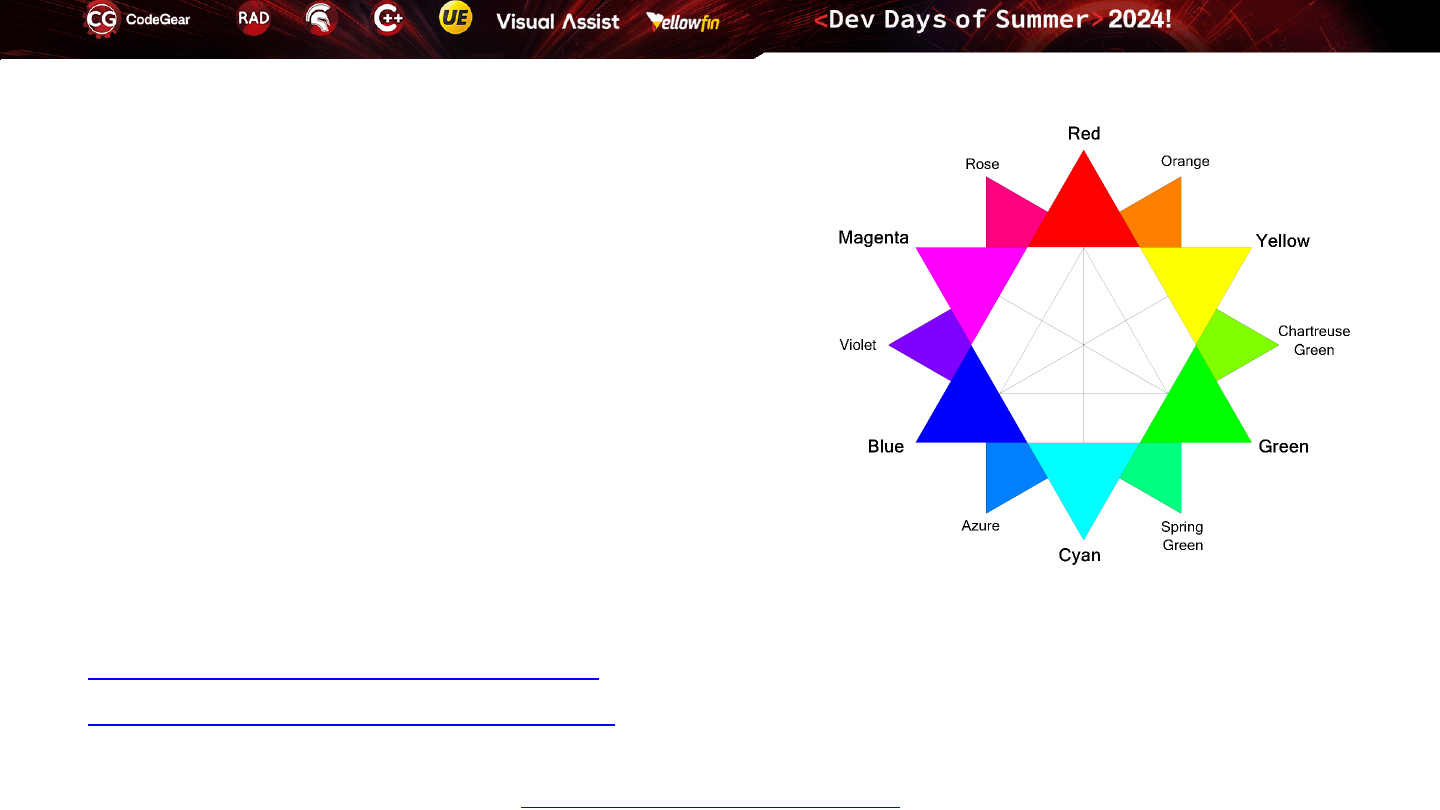 CG CodeGear RAD C++ UE Visual Assist Yellowfin <Dev Days of Summer> 2024!
Red
Rose
Orange
Magenta
Yellow
Violet
Chartreuse
Green
Blue
Green
Azure
Spring
Green
Cyan